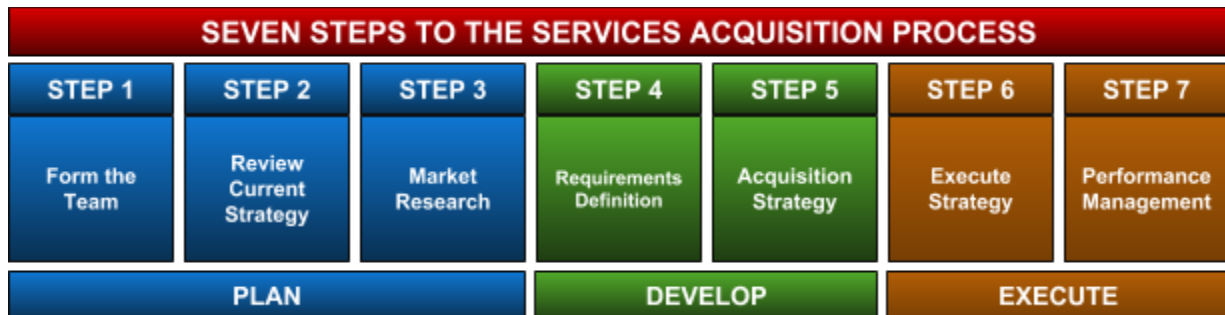 SEVEN STEPS TO THE SERVICES ACQUISITION PROCESS
STEP 1
Form the
Team
STEP 2
Review
Current
Strategy
STEP 3
Market
Research
STEP 4
Requirements
Definition
STEP 5
Acquisition
Strategy
STEP 6
Execute
Strategy
STEP 7
Performance
Management
PLAN
DEVELOP
EXECUTE